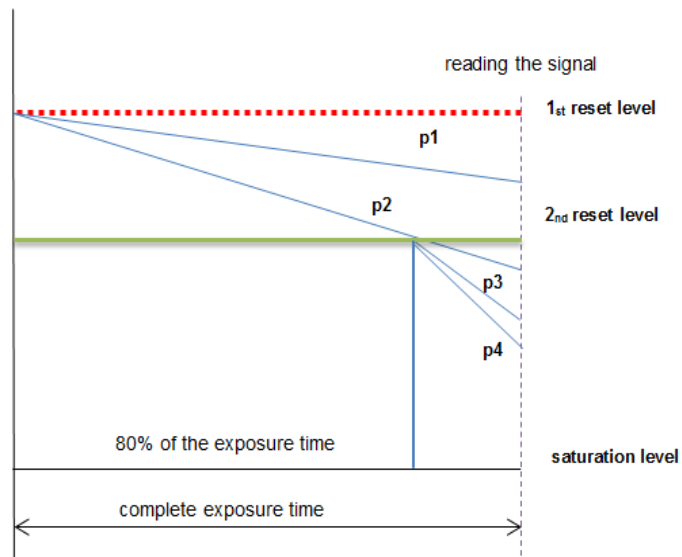 reading the signal
1st reset level
p1
p2
2nd reset level
p3
p4
80% of the exposure time
saturation level
complete exposure time